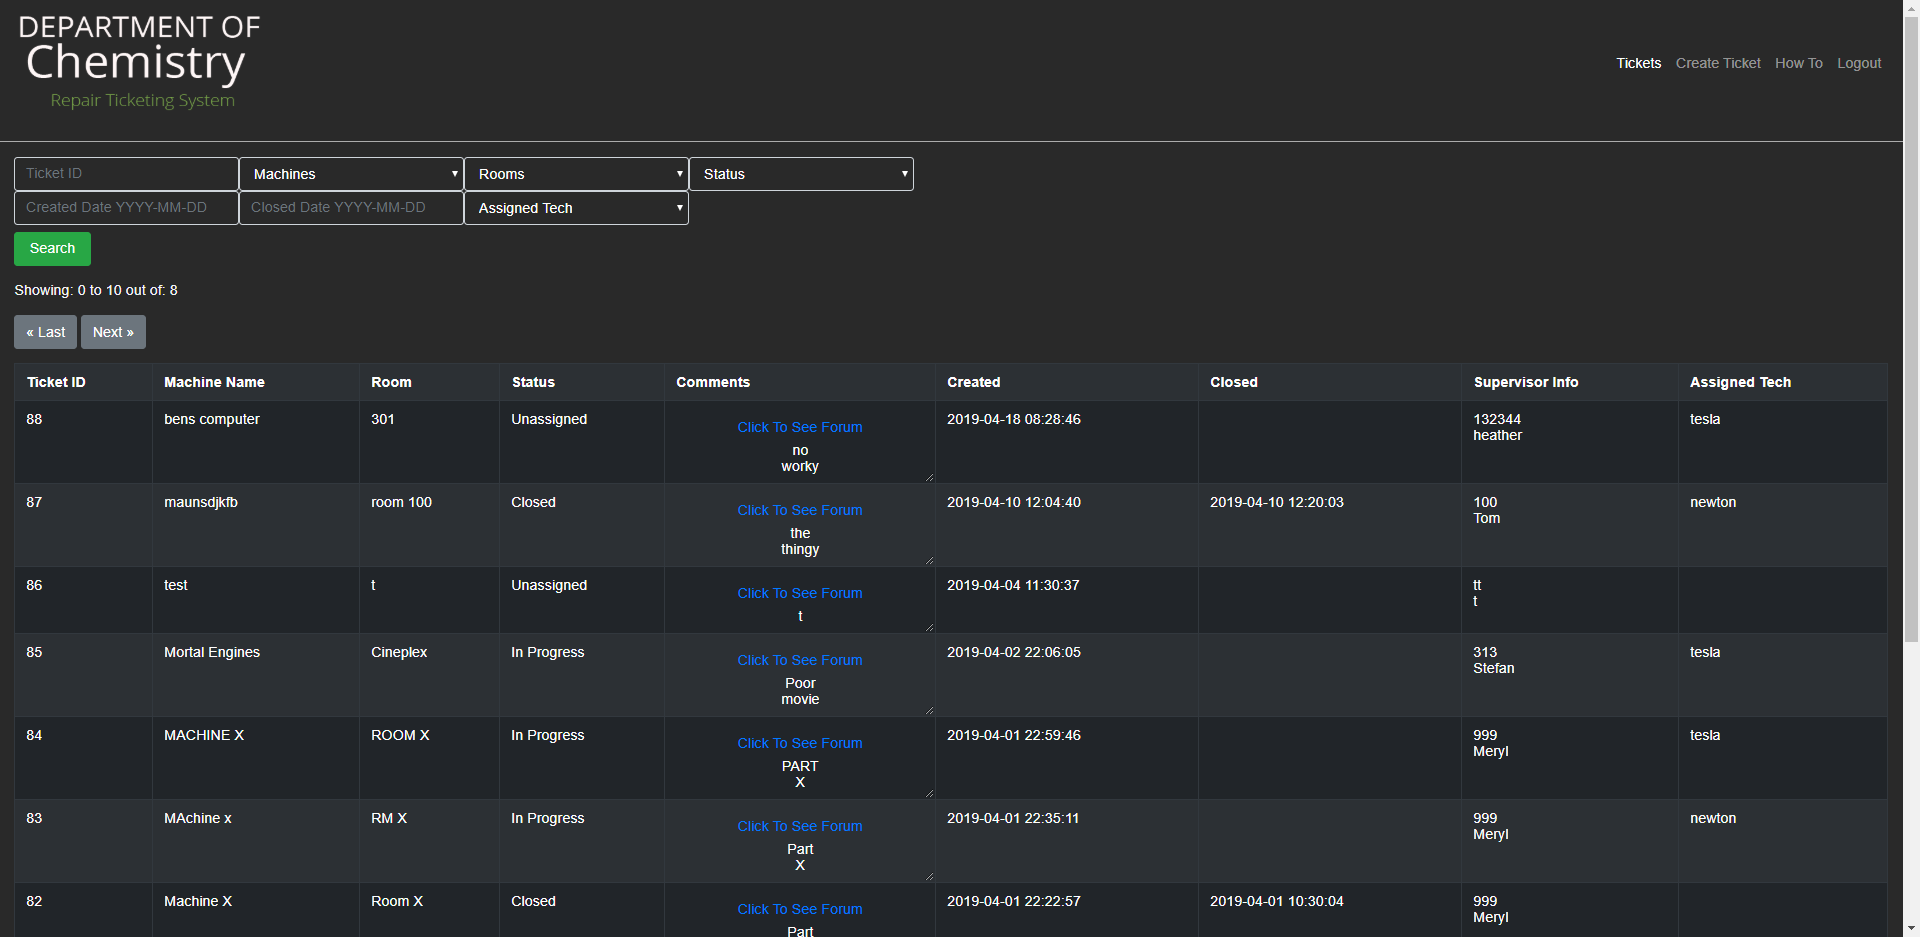 DEPARTMENT OF
Chemistry
Repair Ticketing System
Tickets Create Ticket How To Logout
Ticket ID Machines Rooms Status
Created Date YYYY-MM-DD Closed Date YYYY-MM-DD Assigned Tech
Search
Showing: 0 to 10 out of: 8
« Last Next »
Ticket ID Machine Name Room Status Comments Created Closed Supervisor Info Assigned Tech
88 bens computer 301 Unassigned Click To See Forum 2019-04-18 08:28:46 132344 tesla
no heather
worky
87 maunsdjkfb room 100 Closed Click To See Forum 2019-04-10 12:04:40 2019-04-10 12:20:03 100 newton
the Tom
thingy
86 test t Unassigned Click To See Forum 2019-04-04 11:30:37 tt
t t
85 Mortal Engines Cineplex In Progress Click To See Forum 2019-04-02 22:06:05 313 tesla
Poor Stefan
movie
84 MACHINE X ROOM X In Progress Click To See Forum 2019-04-01 22:59:46 999 tesla
PART Meryl
X
83 MAchine x RM X In Progress Click To See Forum 2019-04-01 22:35:11 999 newton
Part Meryl
X
82 Machine X Room X Closed Click To See Forum 2019-04-01 22:22:57 2019-04-01 10:30:04 999
Part Meryl